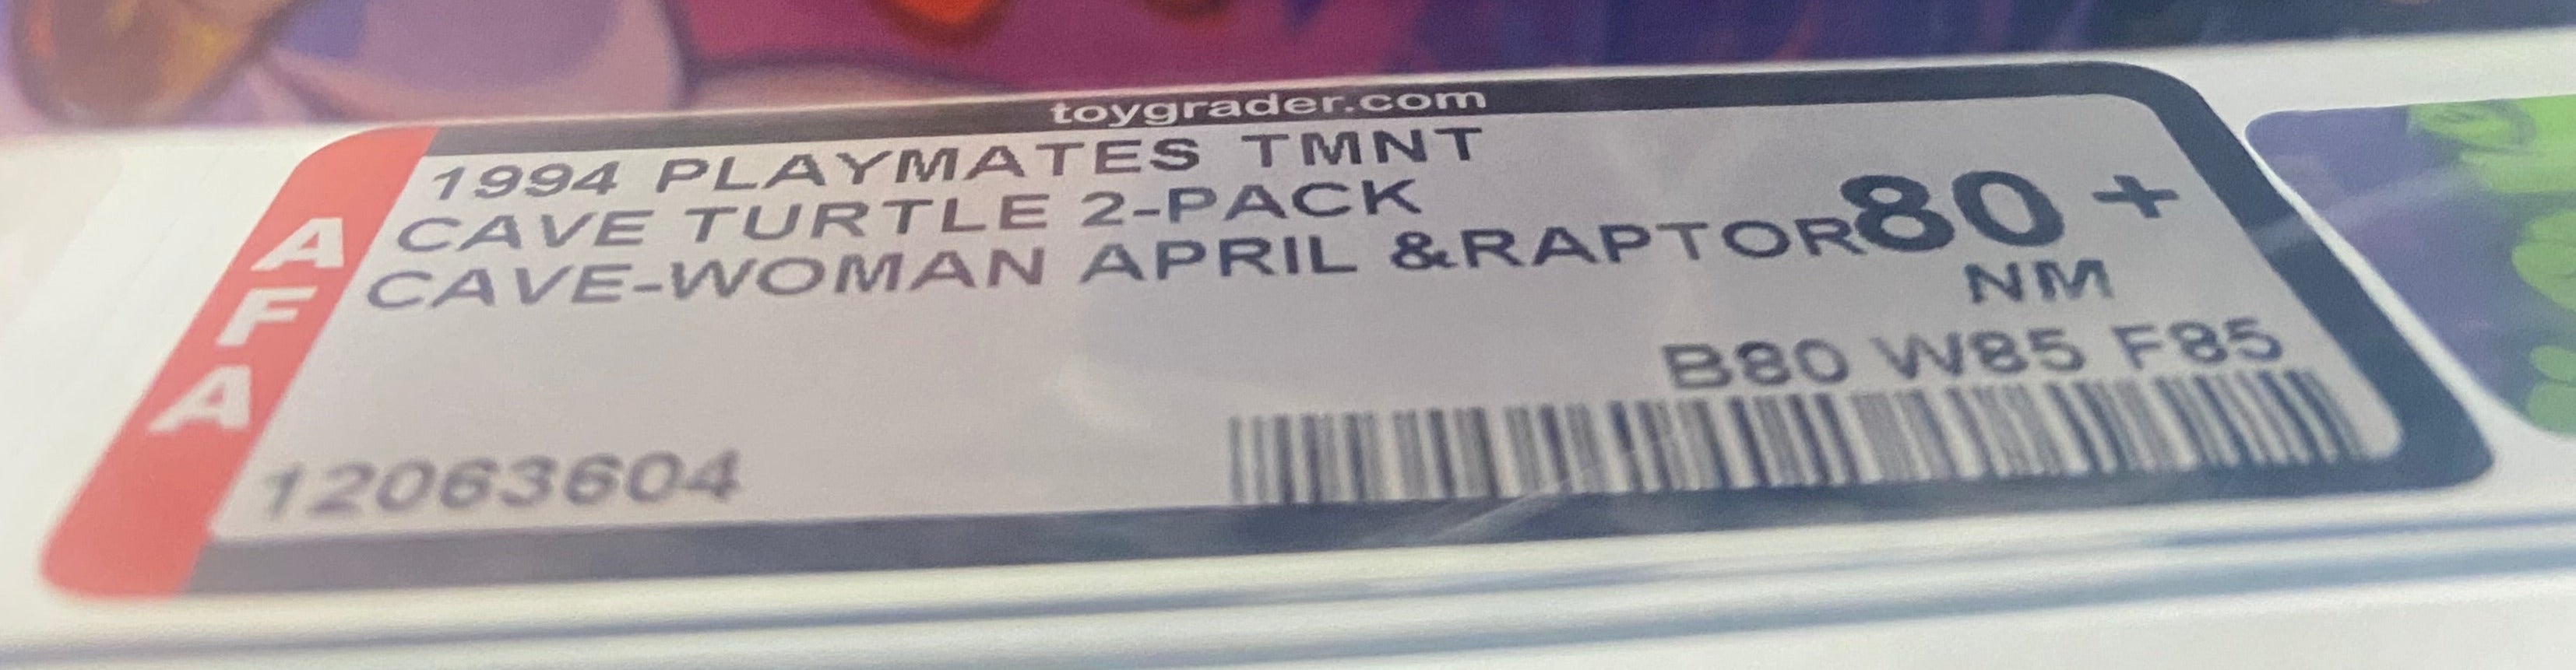 toygrader.com
AFA
1994 PLAYMATES TMNT
CAVE TURTLE 2-PACK
CAVE-WOMAN APRIL &RAPTOR
80+
NM
B80 W85 F85
12063604